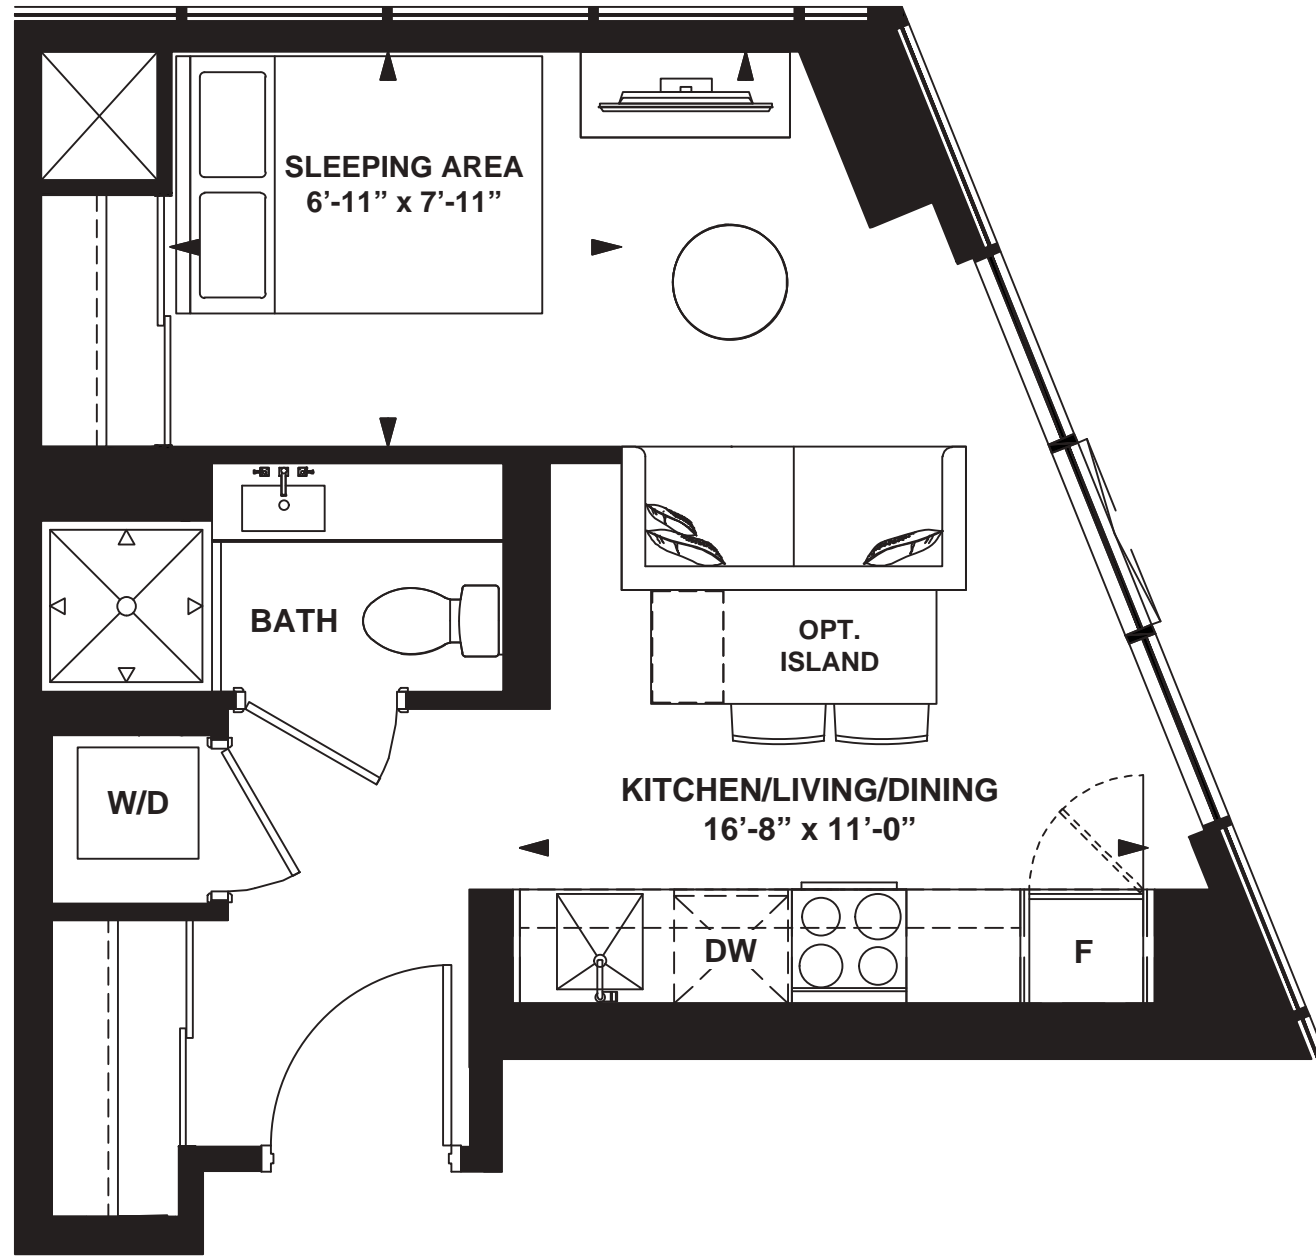 SLEEPING AREA
6’-11” x 7’-11”
BATH
OPT.
ISLAND
W/D
KITCHEN/LIVING/DINING
16’-8” x 11’-0”
DW
F